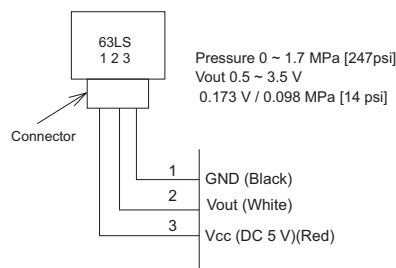 63LS
1 2 3
Pressure 0 ~ 1.7 MPa [247psi]
Vout 0.5 ~ 3.5 V
0.173 V / 0.098 MPa [14 psi]
Connector
1
GND (Black)
2
Vout (White)
3
Vcc (DC 5 V)(Red)